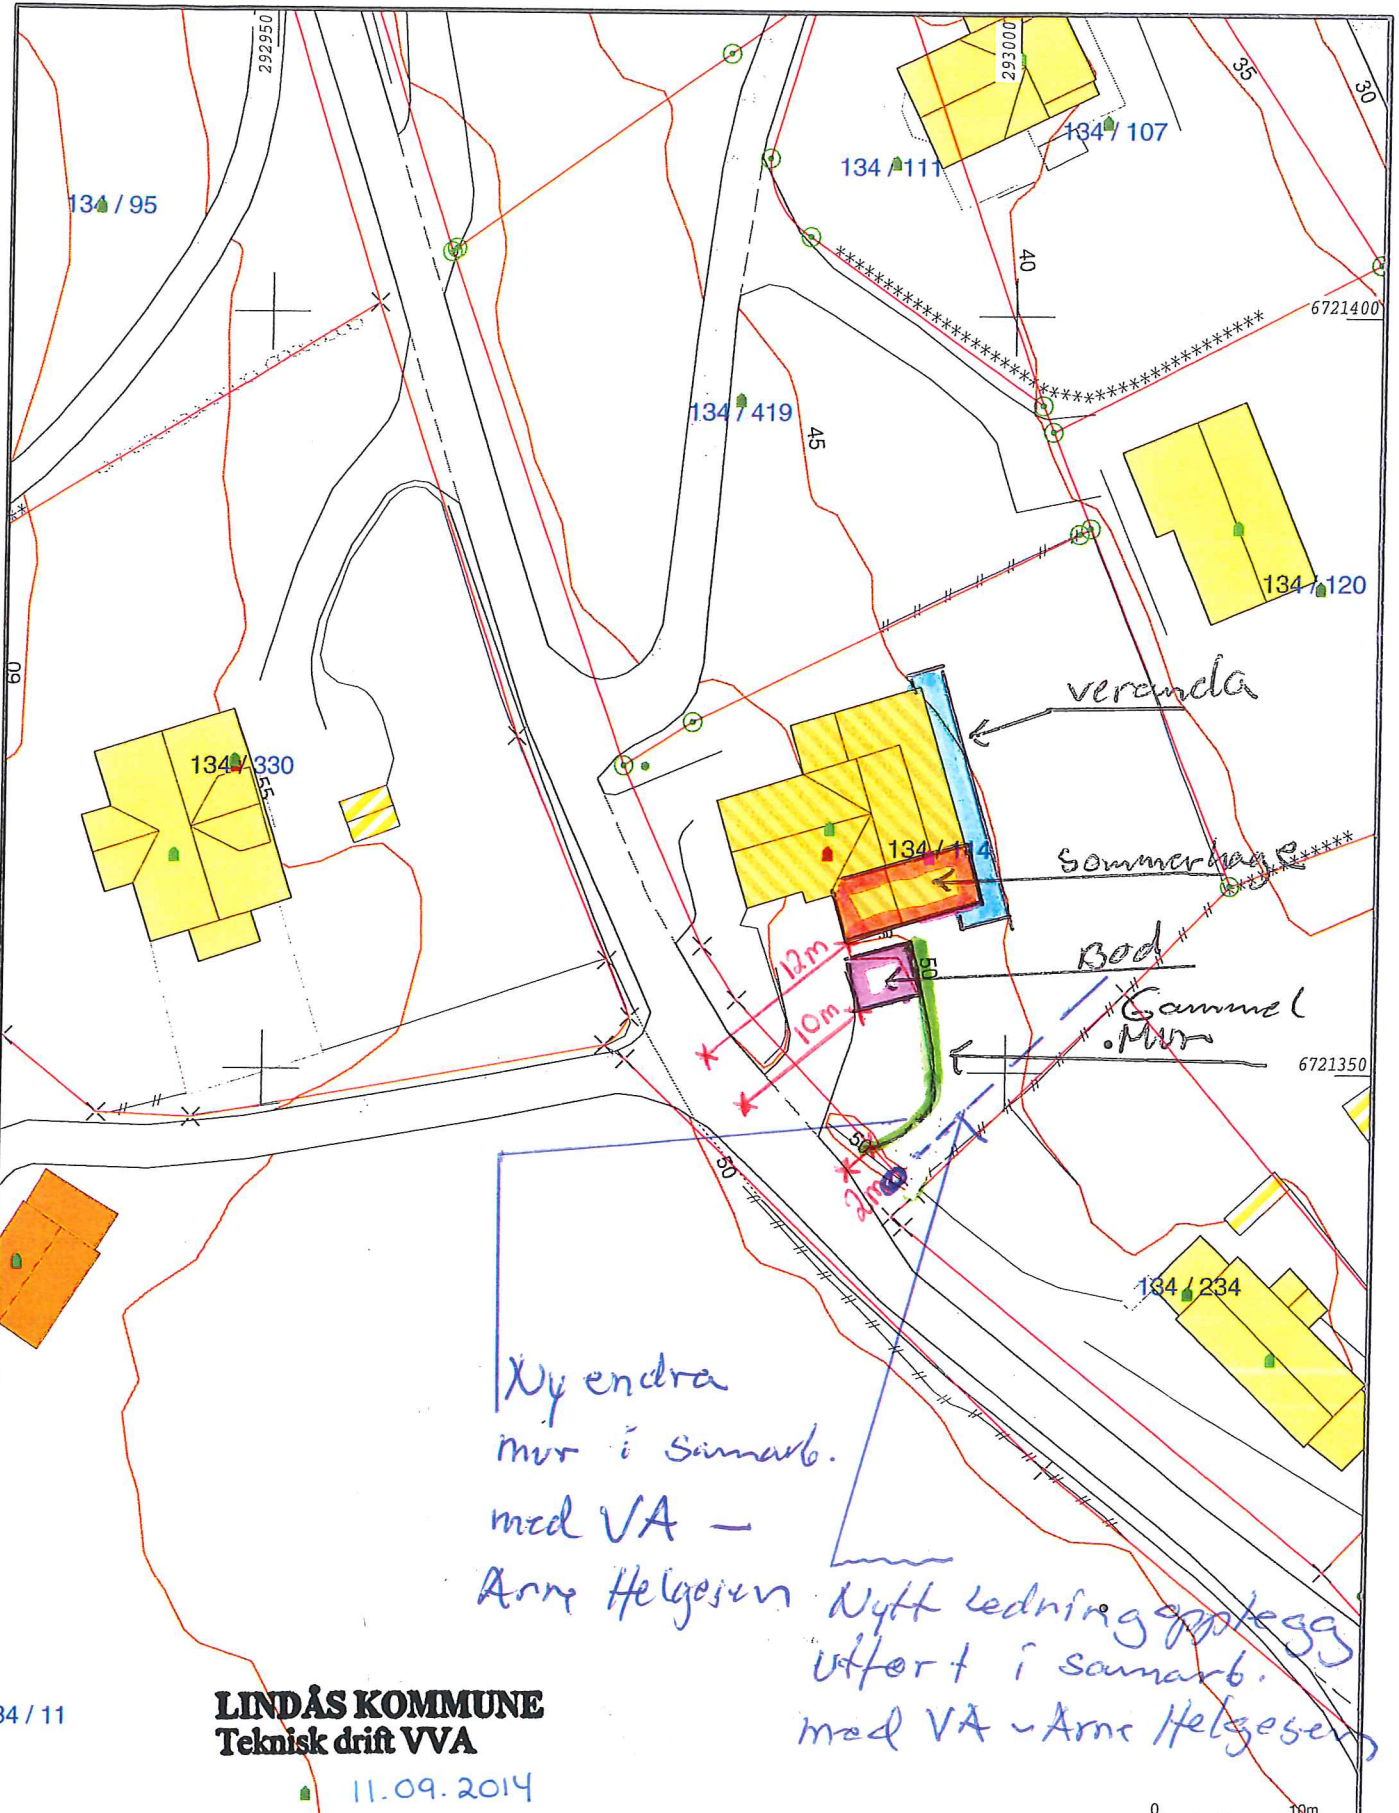 292950
293000
35
30
134 / 107
134 / 111
134 / 95
40
6721400
134 / 419
45
134 / 120
60
veranda
134 / 330
55
134 / 114
Sommerhage
12m
50
Bod
10m
Gammel
Mur
6721350
50
50
2m
134 / 234
Ny endra
mur i samarb.
med VA –
Arne Helgesen
Nytt Ledningopplegg
Utført i samarb.
med VA - Arne Helgesen
34 / 11
LINDÅS KOMMUNE
Teknisk drift VVA
11.09.2014
0
10m